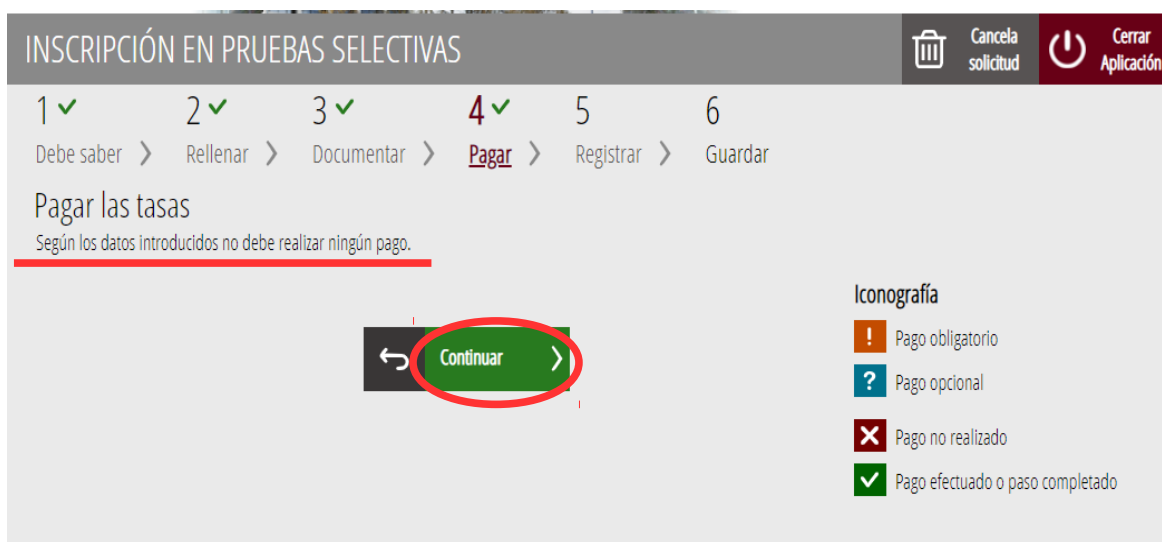 INSCRIPCIÓN EN PRUEBAS SELECTIVAS
Cancela
solicitud
Cerrar
Aplicación
1 2 3 4 5 6
Debe saber Rellenar Documentar Pagar Registrar Guardar
Pagar las tasas
Según los datos introducidos no debe realizar ningún pago.
Iconografía
! Pago obligatorio
Continuar
? Pago opcional
Pago no realizado
Pago efectuado o paso completado